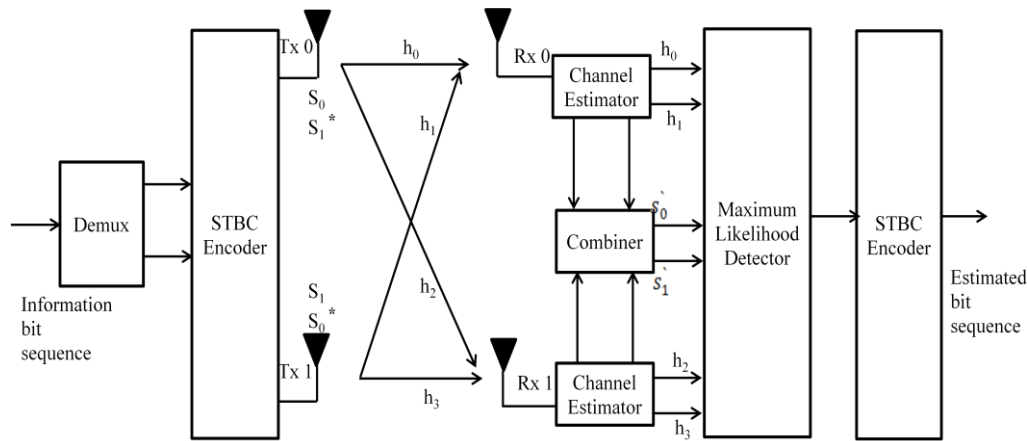 Tx 0
S₀
S₁*
h₀
h₁
h₂
h₃
Rx 0
Channel
Estimator
h₀
h₁
Demux
Information
bit
sequence
STBC
Encoder
S₁
S₀*
Tx 1
Combiner
s`₀
s`₁
Rx 1
Channel
Estimator
h₂
h₃
Maximum
Likelihood
Detector
STBC
Encoder
Estimated
bit
sequence